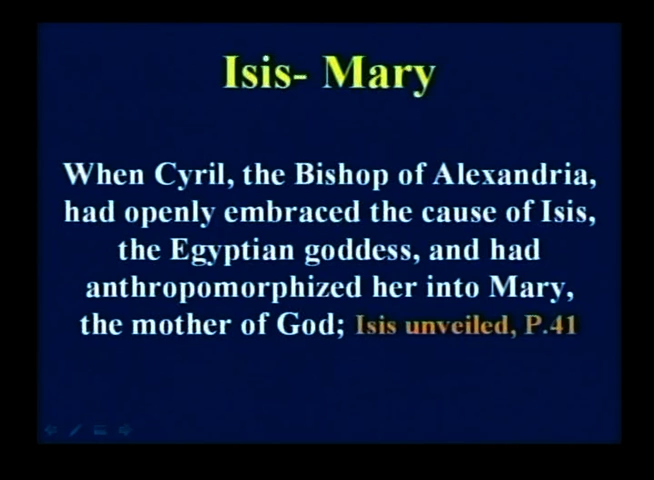 Isis- Mary
When Cyril, the Bishop of Alexandria,
had openly embraced the cause of Isis,
the Egyptian goddess, and had
anthropomorphized her into Mary,
the mother of God; Isis unveiled, P.41